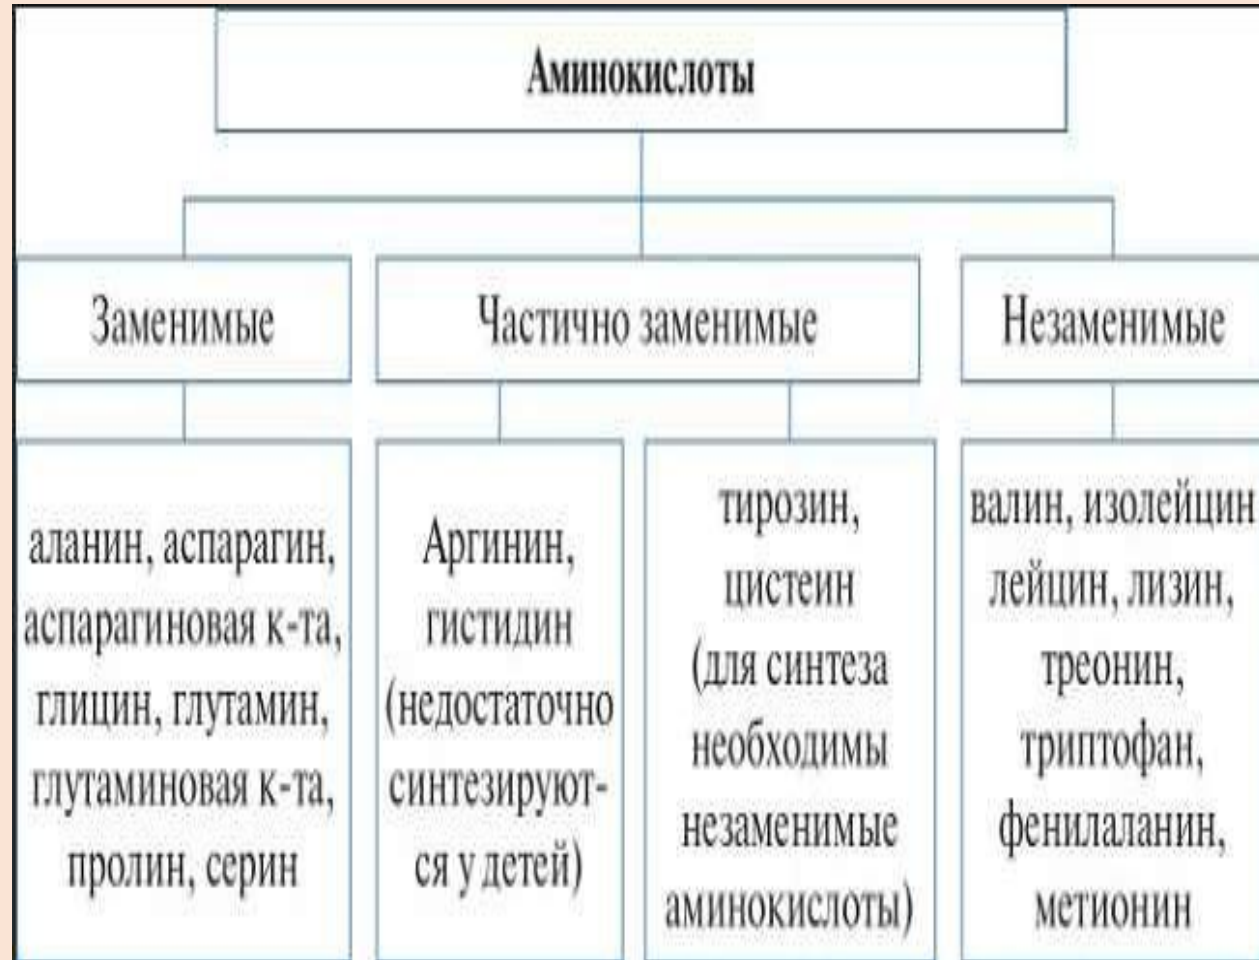 Аминокислоты
Заменимые
Частично заменимые
Незаменимые
аланин, аспарагин,
аспарагиновая к-та,
глицин, глутамин,
глутаминовая к-та,
пролин, серин
Аргинин,
гистидин
(недостаточно
синтезируют-
ся у детей)
тирозин,
цистеин
(для синтеза
необходимы
незаменимые
аминокислоты)
валин, изолейцин
лейцин, лизин,
треонин,
триптофан,
фенилаланин,
метионин